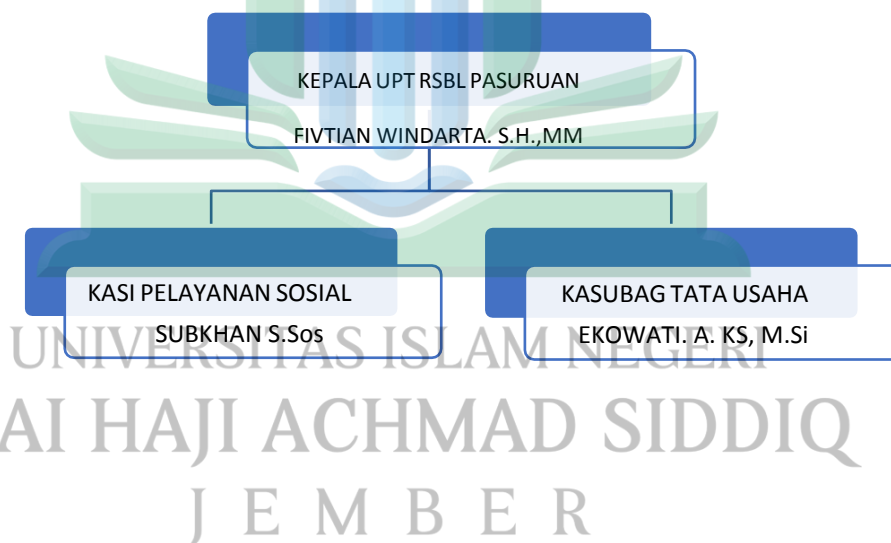 KEPALA UPT RSBL PASURUAN
FIVTIAN WINDARTA. S.H.,MM
KASI PELAYANAN SOSIAL
SUBKHAN S.Sos
KASUBAG TATA USAHA
EKOWATI. A. KS, M.Si
UNIVERSITAS ISLAM NEGERI
AI HAJI ACHMAD SIDDIQ
JEMBER